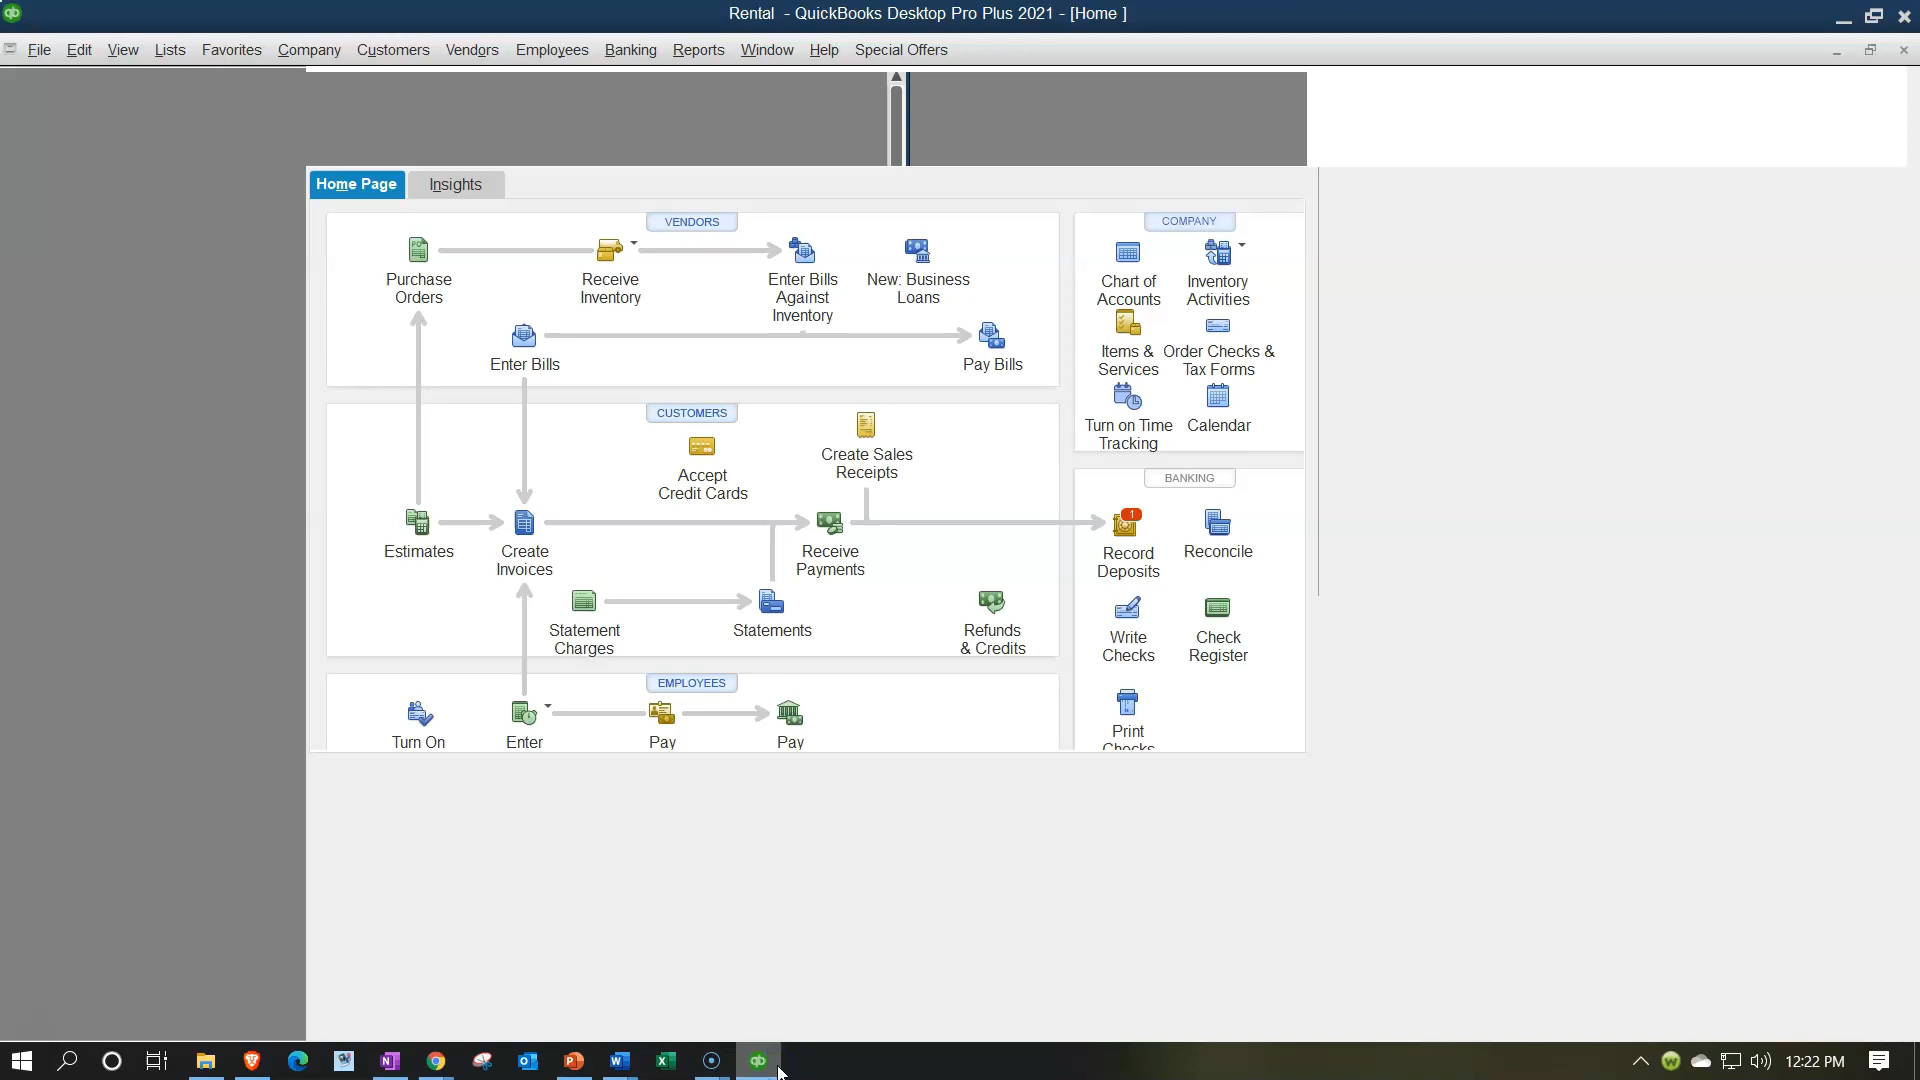 Rental - QuickBooks Desktop Pro Plus 2021 - [Home ]
File Edit View Lists Favorites Company Customers Vendors Employees Banking Reports Window Help Special Offers
Home Page
Insights
VENDORS
Purchase
Orders
Receive
Inventory
Enter Bills
Against
Inventory
New: Business
Loans
Enter Bills
Pay Bills
CUSTOMERS
Accept
Credit Cards
Create Sales
Receipts
Estimates
Create
Invoices
Receive
Payments
Statement
Charges
Statements
Refunds
& Credits
EMPLOYEES
Turn On
Enter
Pay
Pay
COMPANY
Chart of
Accounts
Inventory
Activities
Items &
Services
Order Checks &
Tax Forms
Turn on Time
Tracking
Calendar
BANKING
1
Record
Deposits
Reconcile
Write
Checks
Check
Register
Print
Checks
12:22 PM